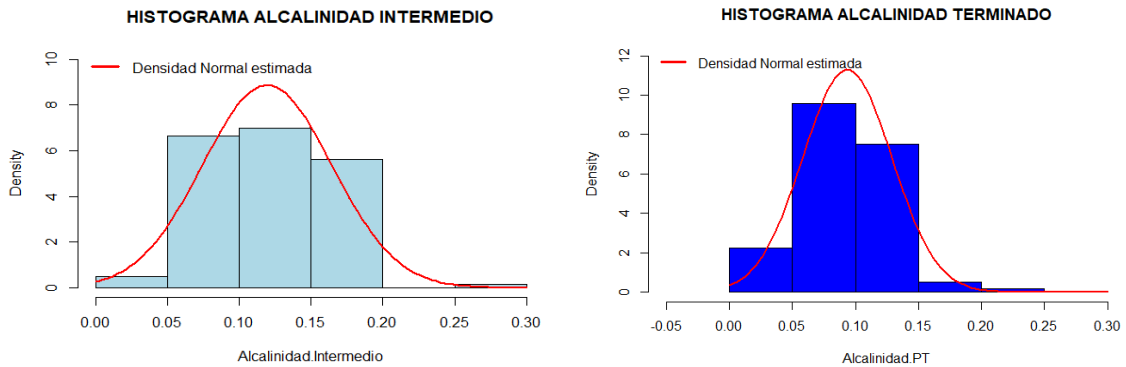 HISTOGRAMA ALCALINIDAD INTERMEDIO
Densidad Normal estimada
Density
10
8
6
4
2
0
0.00 0.05 0.10 0.15 0.20 0.25 0.30
Alcalinidad.Intermedio
HISTOGRAMA ALCALINIDAD TERMINADO
Densidad Normal estimada
Density
12
10
8
6
4
2
0
-0.05 0.00 0.05 0.10 0.15 0.20 0.25 0.30
Alcalinidad.PT